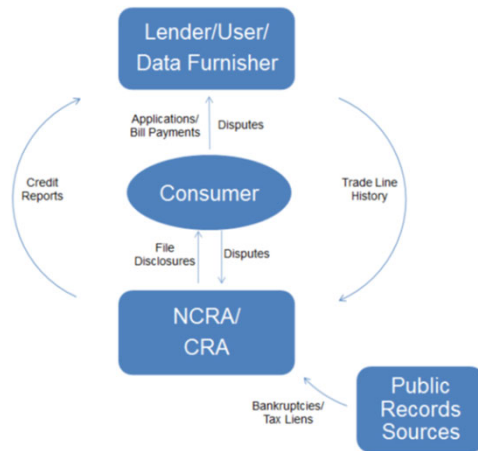 Lender/User/
Data Furnisher
Applications/
Bill Payments
Disputes
Credit
Reports
Consumer
Trade Line
History
File
Disclosures
Disputes
NCRA/
CRA
Public
Records
Sources
Bankruptcies/
Tax Liens